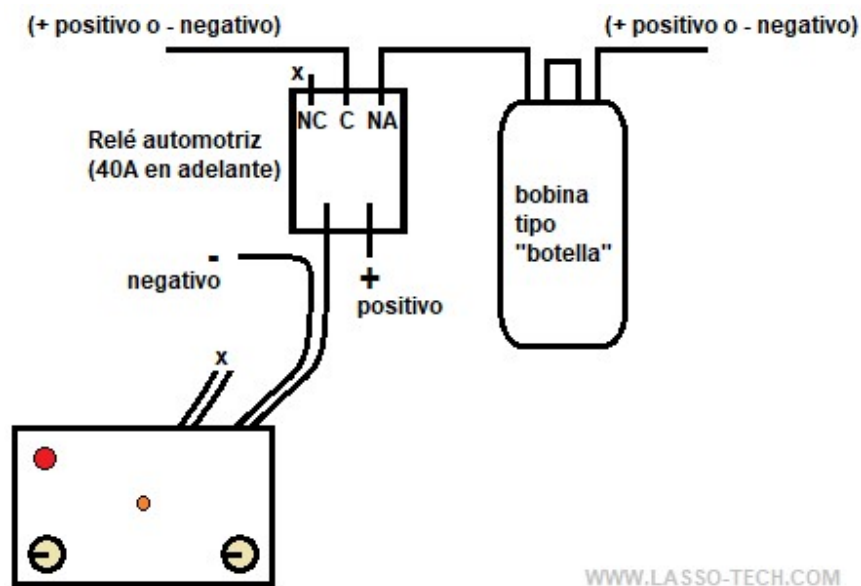 (+ positivo o - negativo)
(+ positivo o - negativo)
x
NC C NA
Relé automotriz
(40A en adelante)
bobina
tipo
"botella"
-
negativo
+
positivo
x
WWW.LASSO-TECH.COM